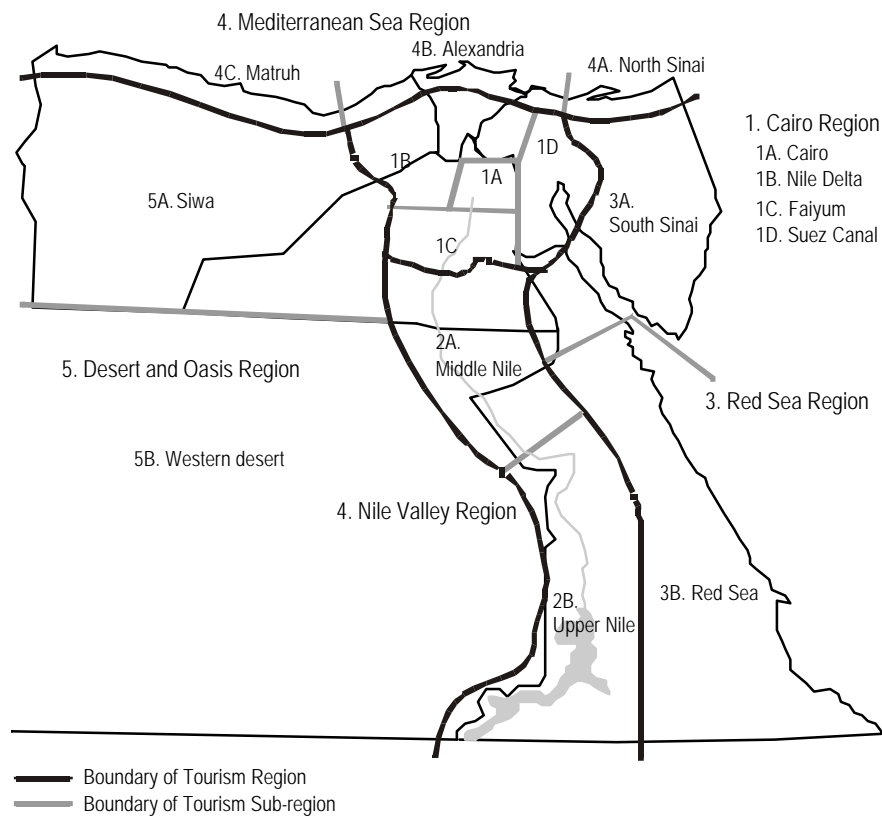 4. Mediterranean Sea Region
4B. Alexandria
4C. Matruh
4A. North Sinai
1. Cairo Region
1A. Cairo
1B. Nile Delta
1C. Faiyum
1D. Suez Canal
1D
1B
1A
5A. Siwa
3A.
South Sinai
1C
2A.
Middle Nile
5. Desert and Oasis Region
3. Red Sea Region
5B. Western desert
4. Nile Valley Region
2B.
Upper Nile
3B. Red Sea
Boundary of Tourism Region
Boundary of Tourism Sub-region